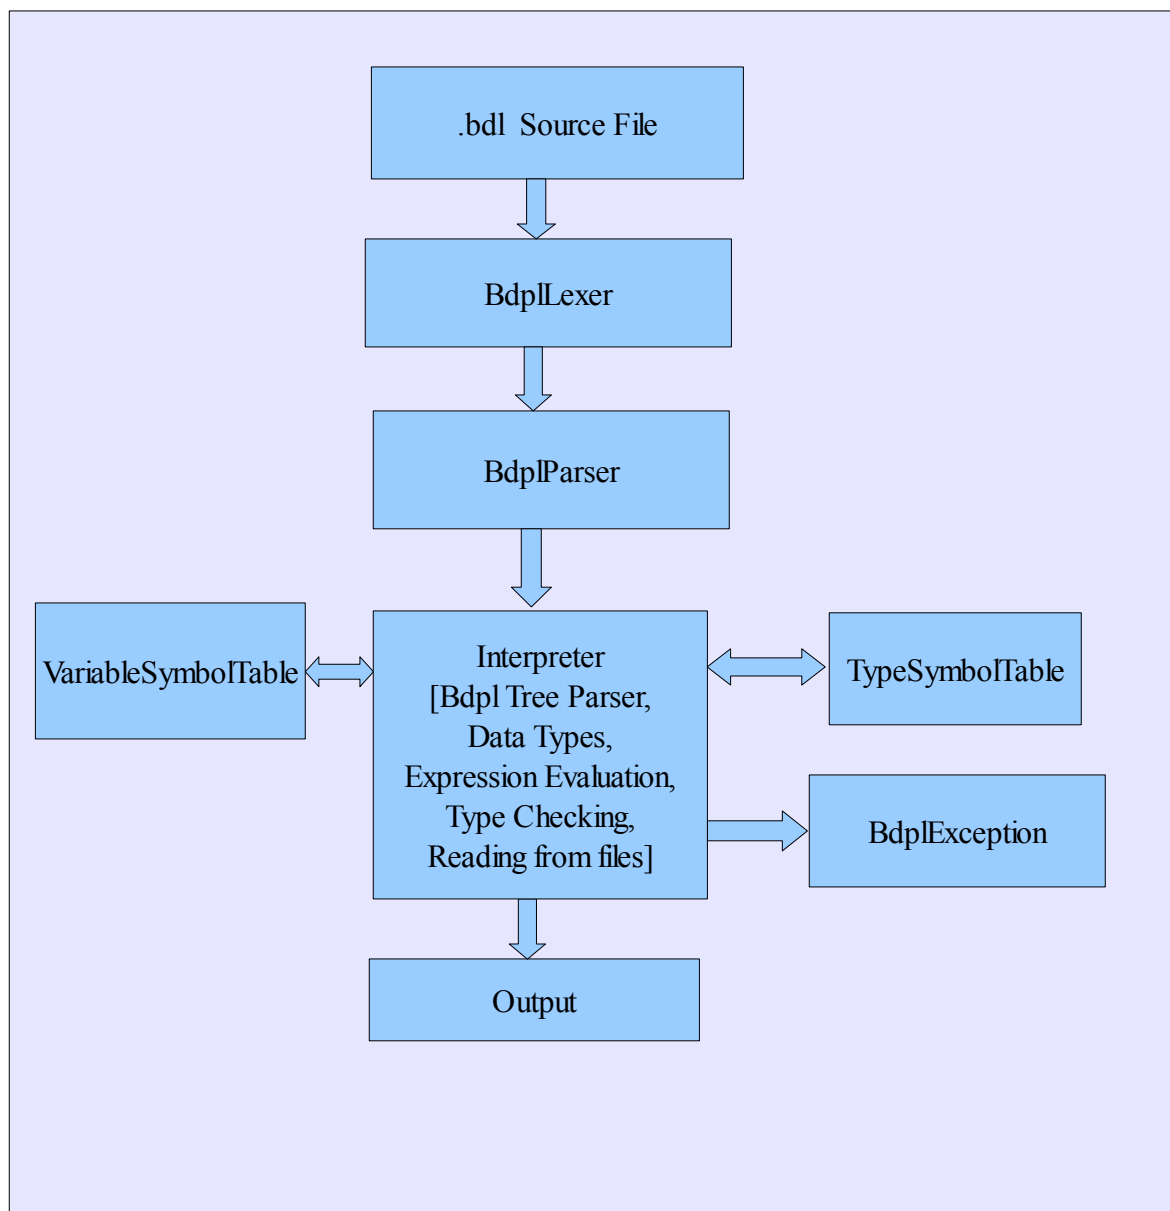 .bdl Source File
BdplLexer
BdplParser
VariableSymbolTable
Interpreter
[Bdpl Tree Parser,
Data Types,
Expression Evaluation,
Type Checking,
Reading from files]
TypeSymbolTable
BdplException
Output